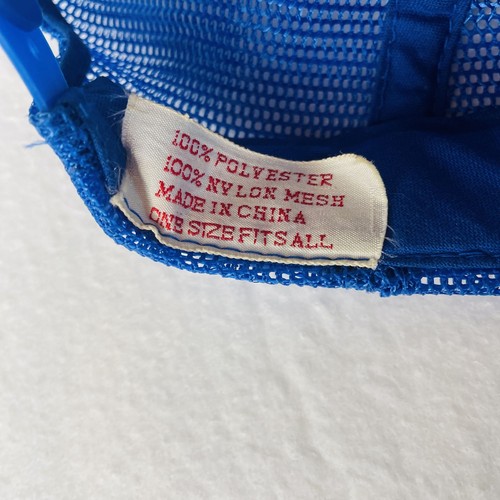 100% POLYESTER
100% NYLON MESH
MADE IN CHINA
ONE SIZE FITS ALL